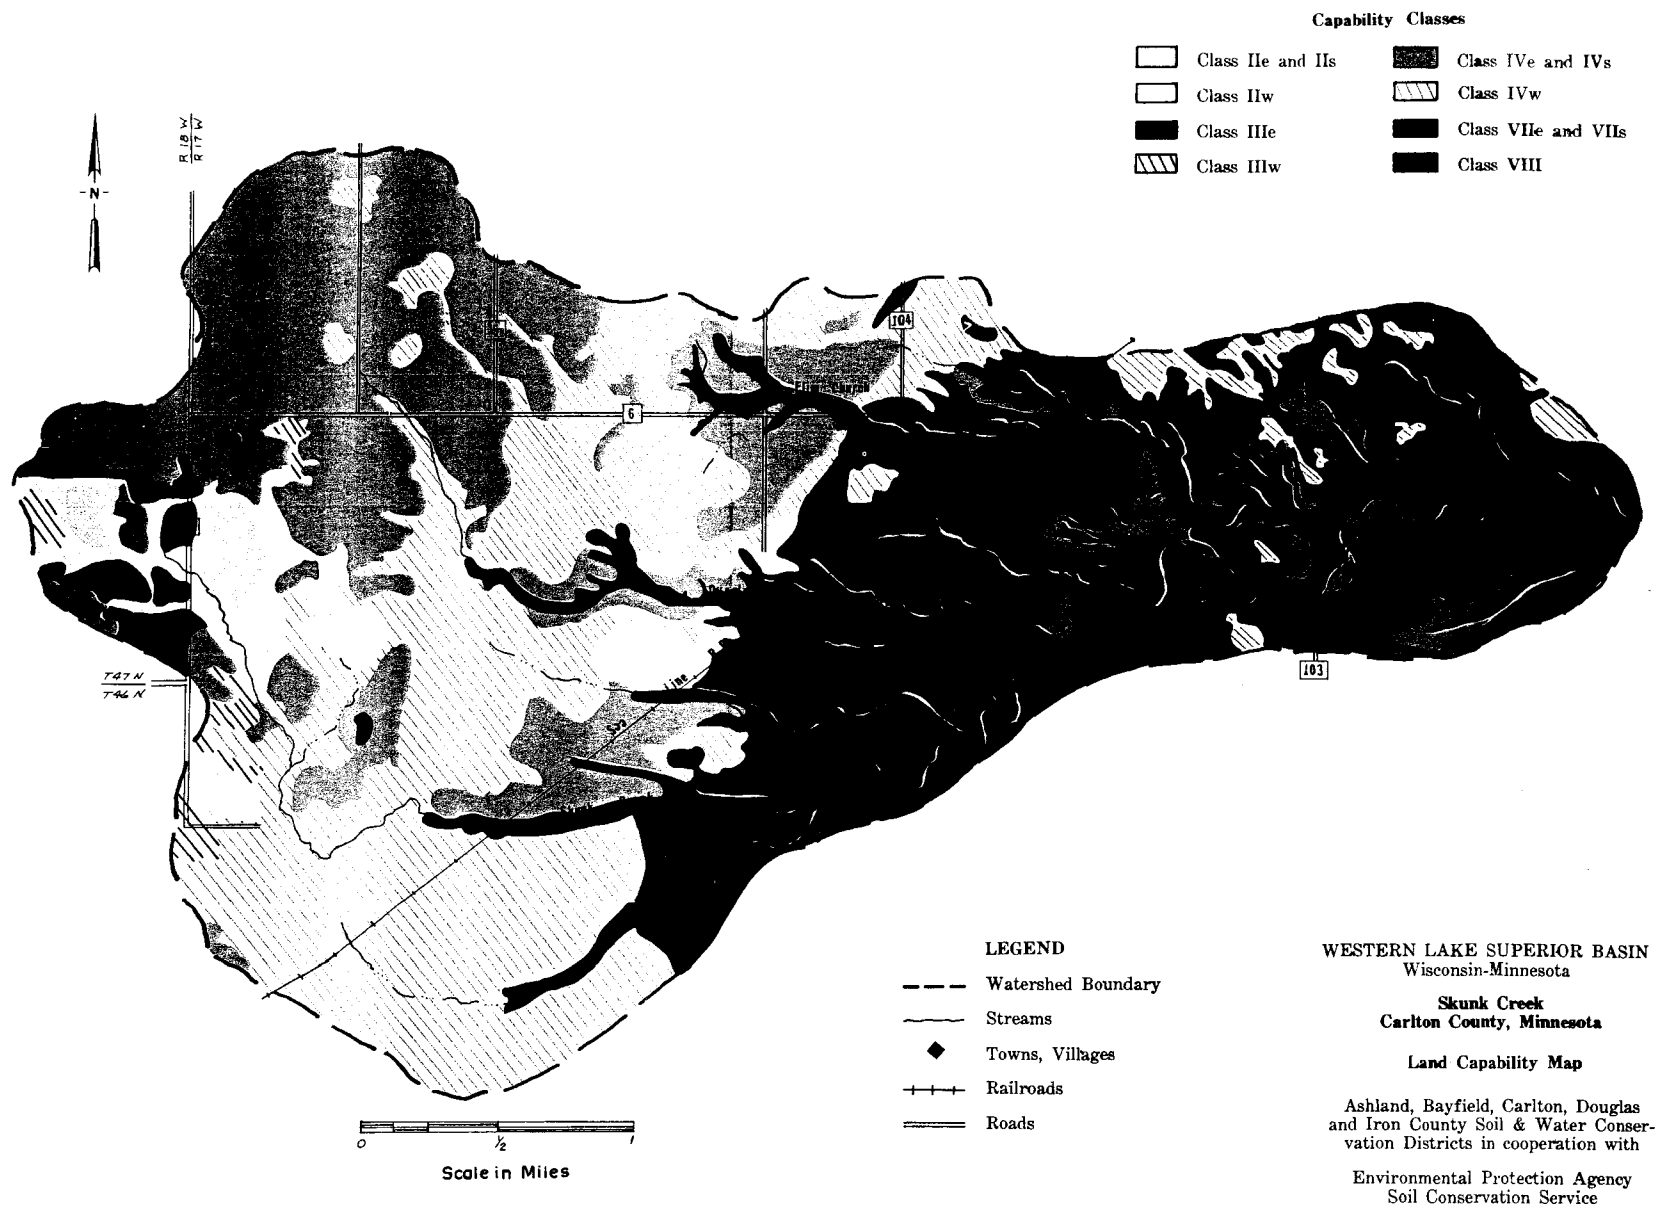 Capability Classes
Class IIe and IIs
Class IVe and IVs
Class IIw
Class IVw
Class IIIe
Class VIIe and VIIs
Class IIIw
Class VIII
R 18 W
R 17 W
N
104
6
T47 N
T46 N
103
Line
LEGEND
Watershed Boundary
Streams
Towns, Villages
Railroads
Roads
WESTERN LAKE SUPERIOR BASIN
Wisconsin-Minnesota
Skunk Creek
Carlton County, Minnesota
Land Capability Map
Ashland, Bayfield, Carlton, Douglas
and Iron County Soil & Water Conser-
vation Districts in cooperation with
Environmental Protection Agency
Soil Conservation Service
0 1/2 1
Scale in Miles